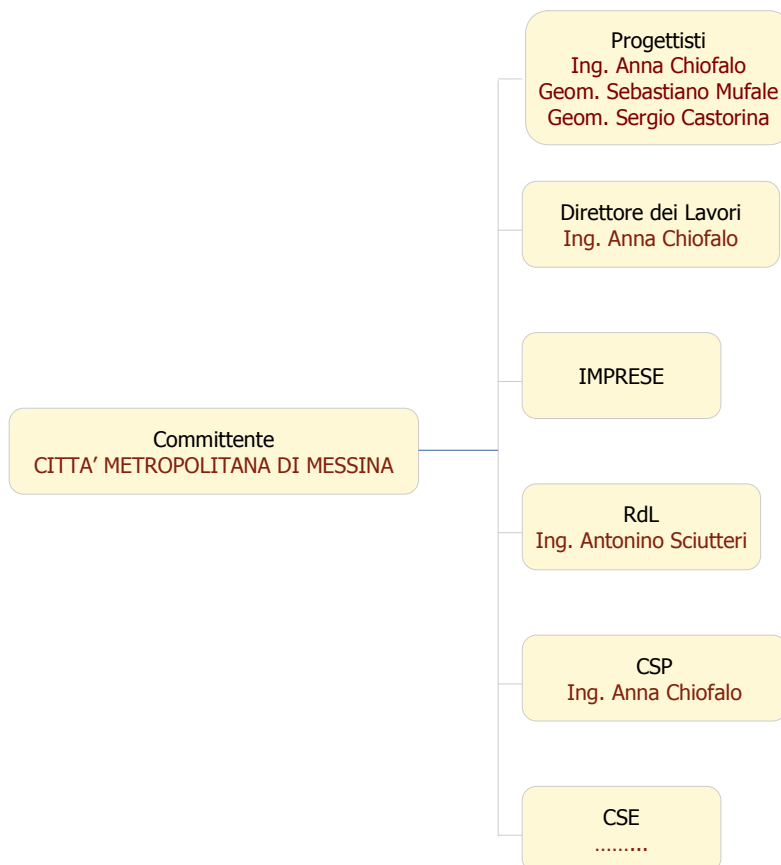 Progettisti
Ing. Anna Chiofalo
Geom. Sebastiano Mufale
Geom. Sergio Castorina
Direttore dei Lavori
Ing. Anna Chiofalo
IMPRESE
Committente
CITTA’ METROPOLITANA DI MESSINA
RdL
Ing. Antonino Sciutteri
CSP
Ing. Anna Chiofalo
CSE
………